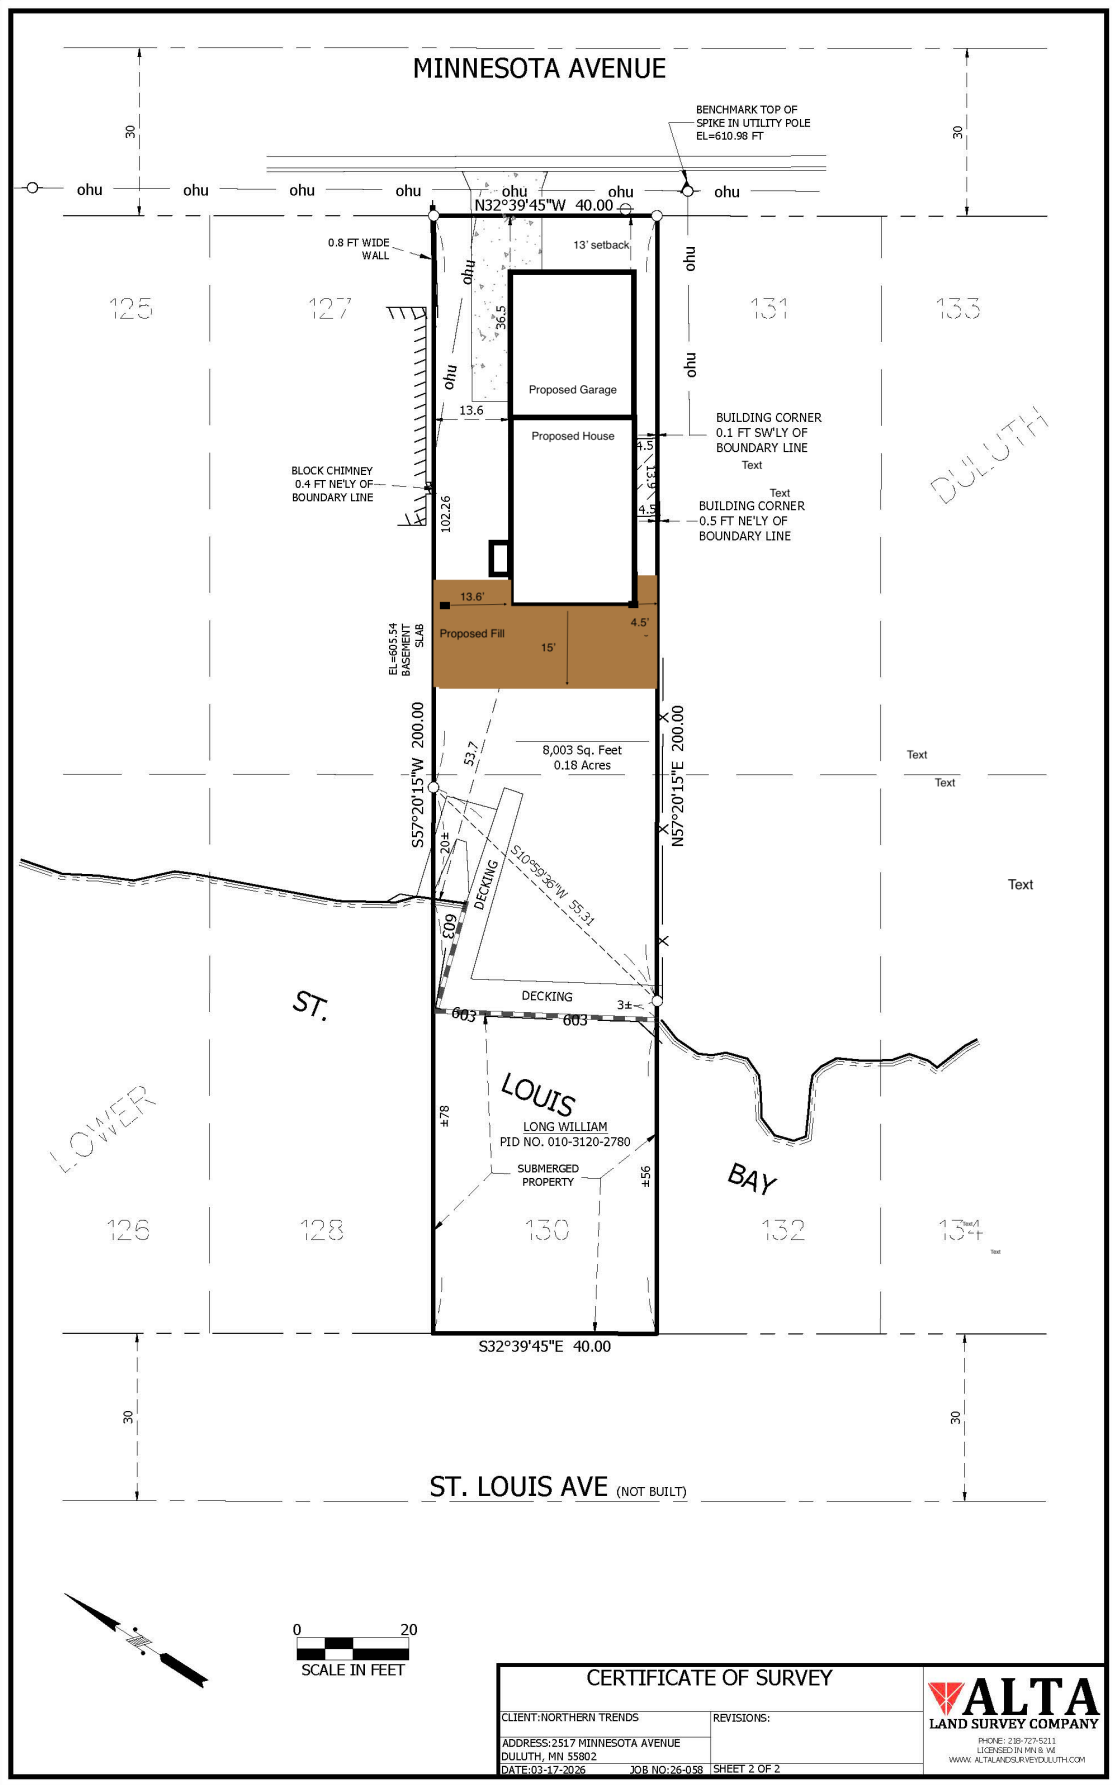 MINNESOTA AVENUE
30
30
BENCHMARK TOP OF
SPIKE IN UTILITY POLE
EL=610.98 FT
ohu
ohu
ohu
ohu
ohu
ohu
ohu
N32°39'45"W 40.00
0.8 FT WIDE
WALL
13' setback
ohu
ohu
125
127
131
133
36.5
ohu
ohu
Proposed Garage
13.6
Proposed House
BUILDING CORNER
0.1 FT SW'LY OF
BOUNDARY LINE
Text
4.5
13.9
DULUTH
BLOCK CHIMNEY
0.4 FT NE'LY OF
BOUNDARY LINE
102.26
Text
4.5
BUILDING CORNER
0.5 FT NE'LY OF
BOUNDARY LINE
13.6'
4.5'
Proposed Fill
15'
EL=605.54
BASEMENT
SLAB
S57°20'15"W 200.00
53.7
8,003 Sq. Feet
0.18 Acres
N57°20'15"E 200.00
X
Text
Text
20±
DECKING
S10°59'36"W 55.31
X
Text
603
X
DECKING
3±
ST.
603
603
LOUIS
LOWER
±78
LONG WILLIAM
PID NO. 010-3120-2780
SUBMERGED
PROPERTY
±56
BAY
126
128
130
132
134
Text
Text
S32°39'45"E 40.00
30
30
ST. LOUIS AVE (NOT BUILT)
0 20
SCALE IN FEET
CERTIFICATE OF SURVEY
CLIENT:NORTHERN TRENDS
REVISIONS:
ADDRESS:2517 MINNESOTA AVENUE
DULUTH, MN 55802
DATE:03-17-2026 JOB NO:26-058 SHEET 2 OF 2
ALTA
LAND SURVEY COMPANY
PHONE: 218-727-5211
LICENSED IN MN & WI
WWW. ALTALANDSURVEYDULUTH.COM